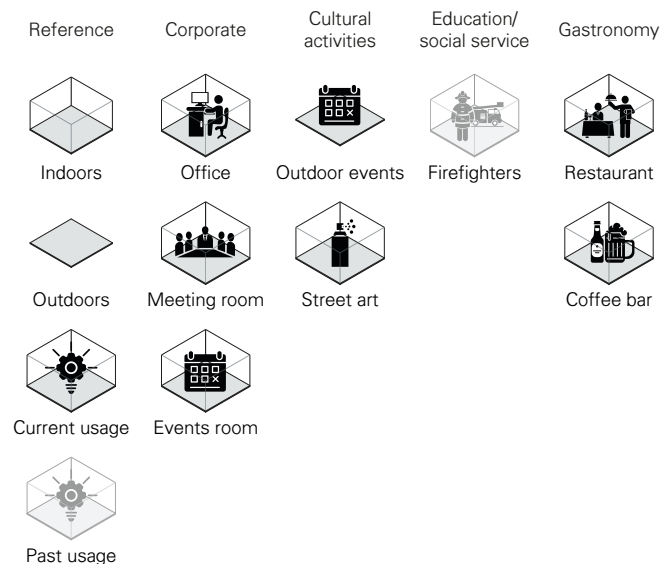 Reference
Corporate
Cultural
activities
Education/
social service
Gastronomy
Indoors
Office
Outdoor events
Firefighters
Restaurant
Outdoors
Meeting room
Street art
Coffee bar
Current usage
Events room
Past usage